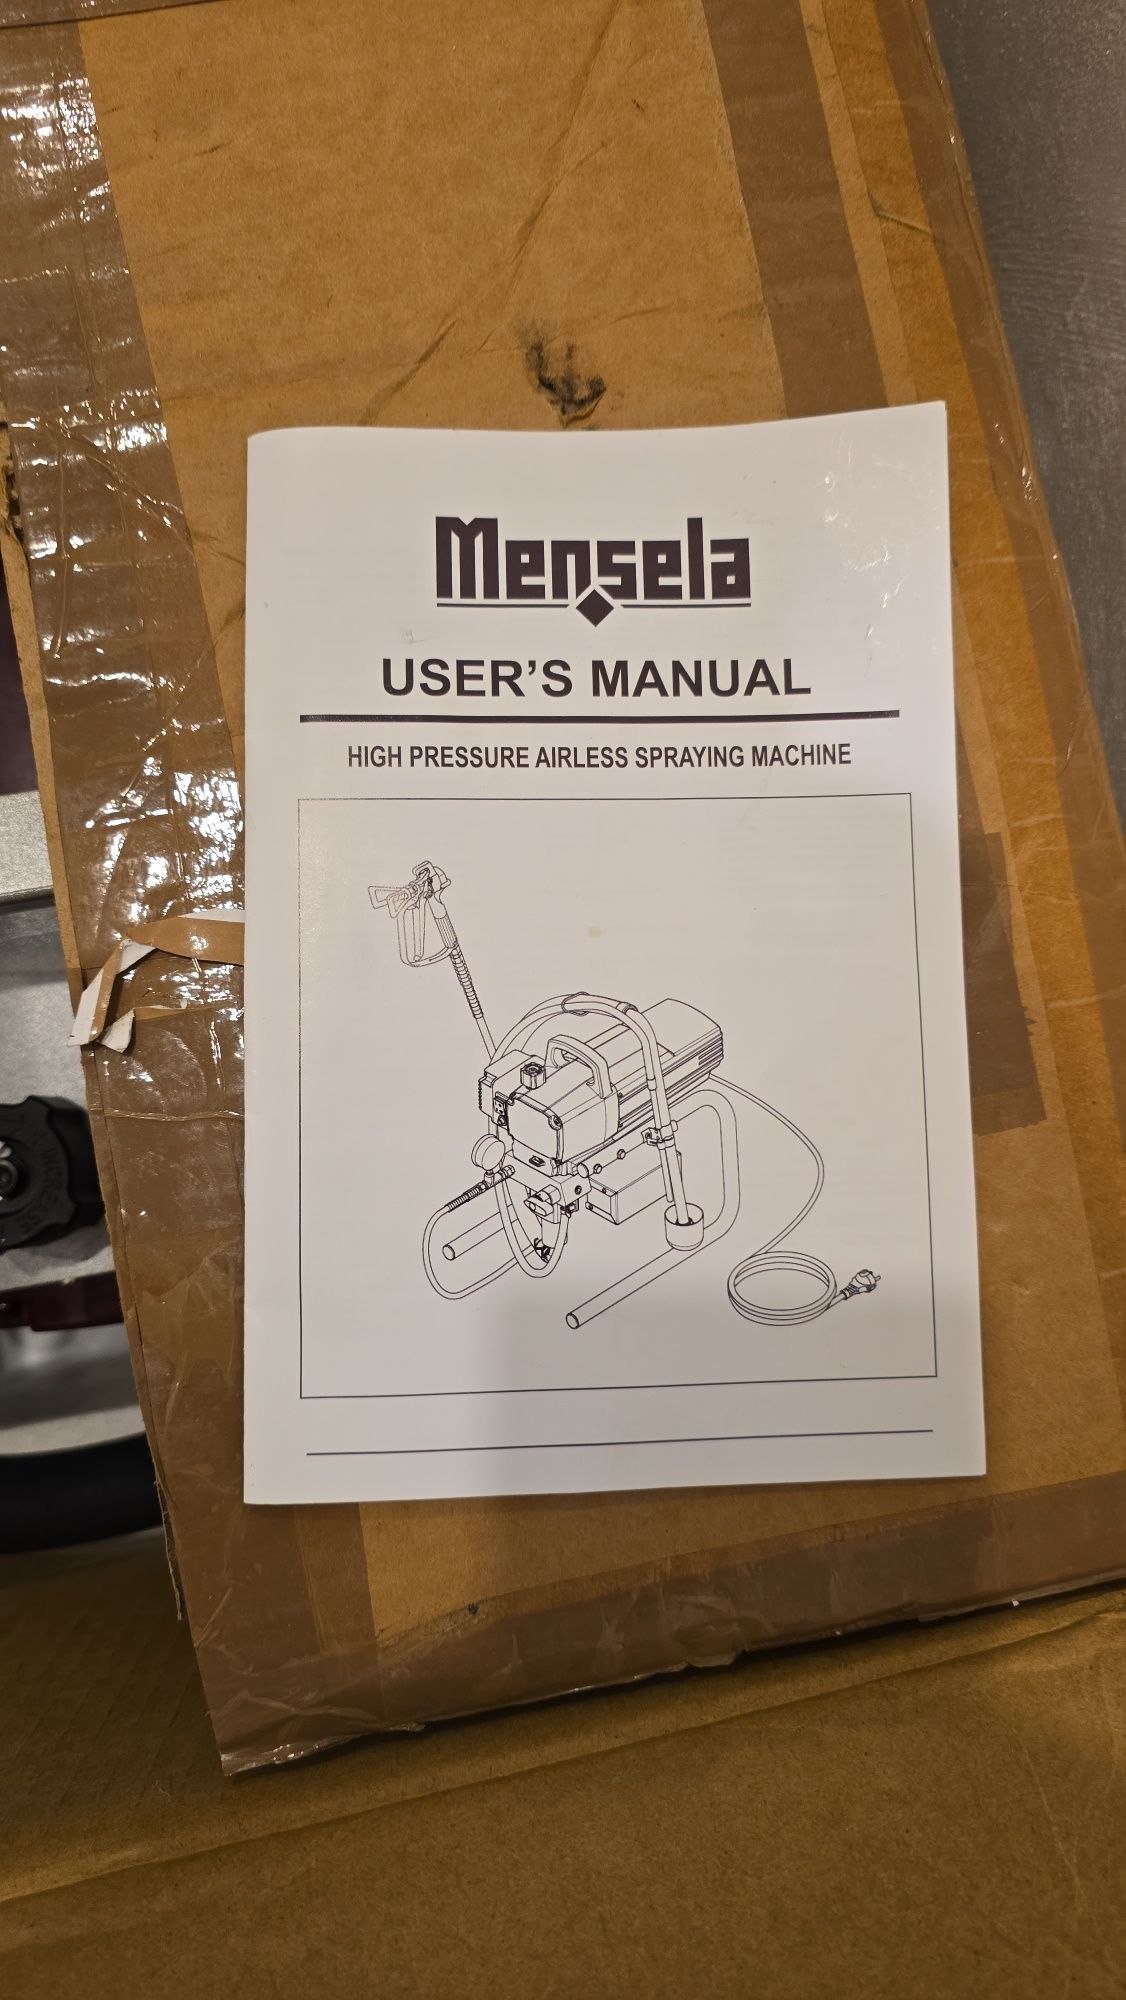 Mensela
USER'S MANUAL
HIGH PRESSURE AIRLESS SPRAYING MACHINE